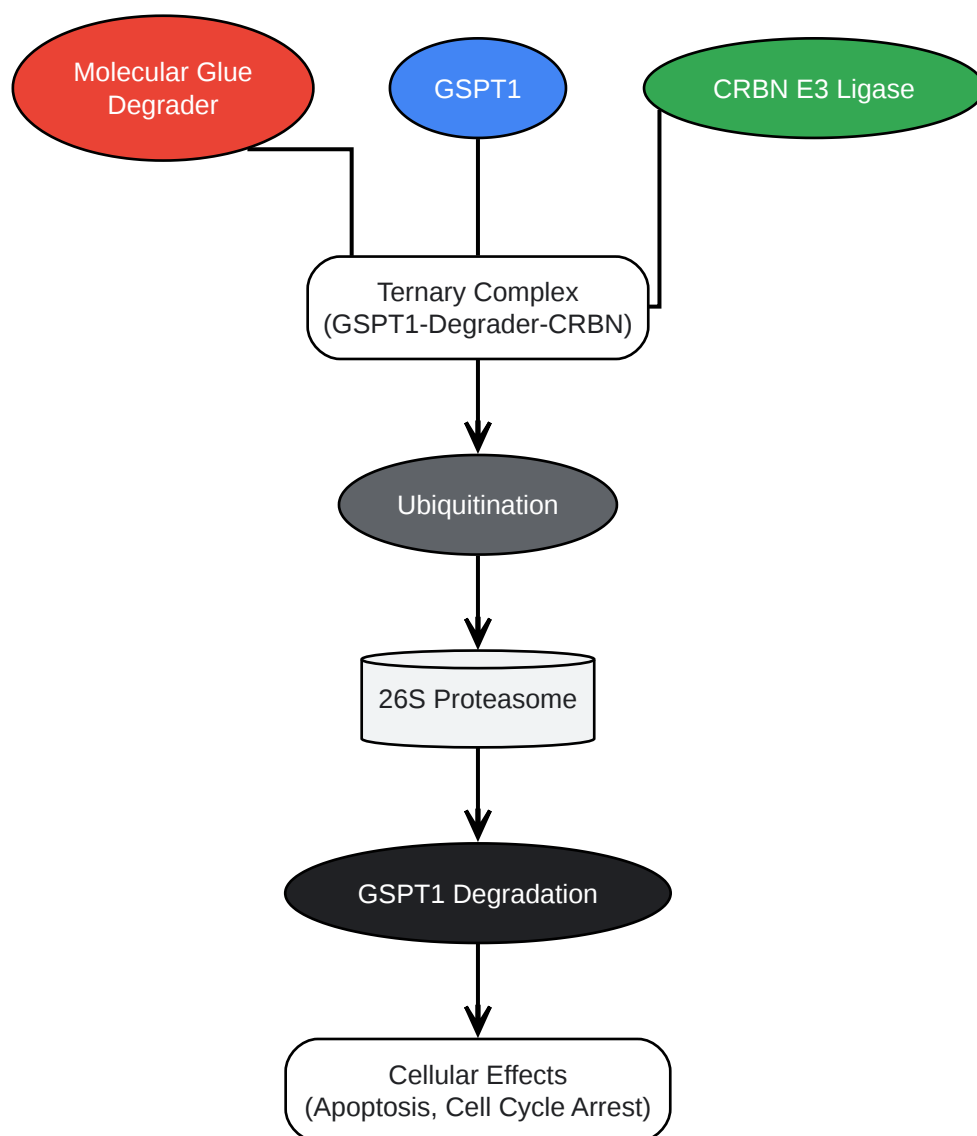 Molecular Glue
Degrader
GSPT1
CRBN E3 Ligase
Ternary Complex
(GSPT1-Degrader-CRBN)
Ubiquitination
26S Proteasome
GSPT1 Degradation
Cellular Effects
(Apoptosis, Cell Cycle Arrest)